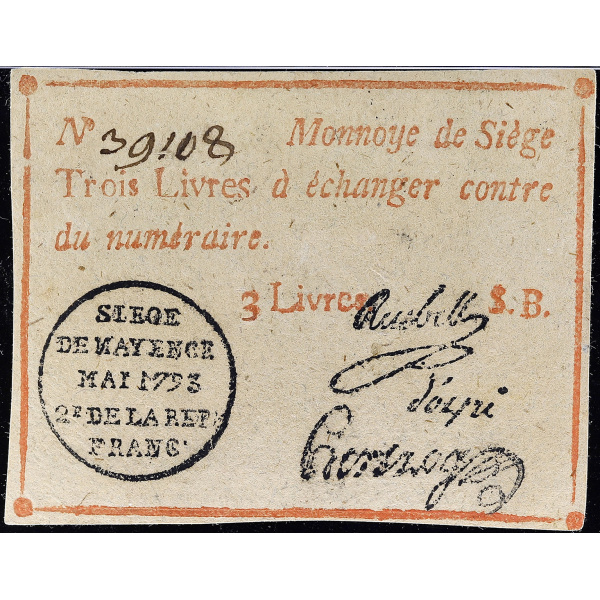 Nº 39108 Monnoye de Siège
Trois Livres à échanger contre
du numéraire.
3 Livres S. B.
SIEGE
DE MAYENCE
MAI 1793
2E DE LA REP
FRANC